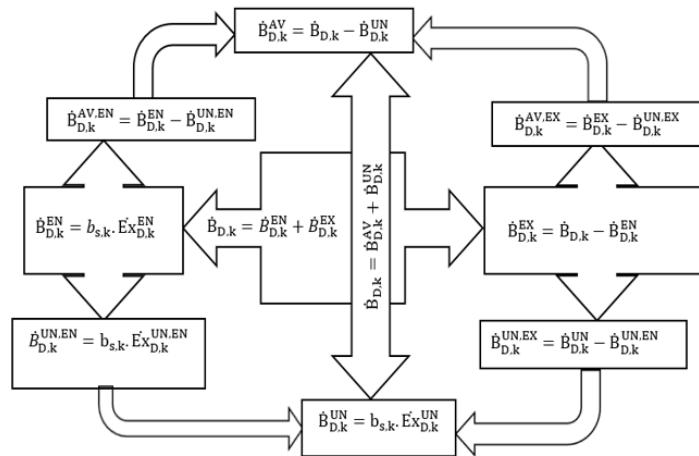 Ḃ_{D,k}^{AV} = Ḃ_{D,k} − Ḃ_{D,k}^{UN}
Ḃ_{D,k}^{AV,EN} = Ḃ_{D,k}^{EN} − Ḃ_{D,k}^{UN,EN}
Ḃ_{D,k}^{AV,EX} = Ḃ_{D,k}^{EX} − Ḃ_{D,k}^{UN,EX}
Ḃ_{D,k}^{EN} = b_{s,k}.Ėx_{D,k}^{EN}
Ḃ_{D,k} = Ḃ_{D,k}^{EN} + Ḃ_{D,k}^{EX}
Ḃ_{D,k} = Ḃ_{D,k}^{AV} + Ḃ_{D,k}^{UN}
Ḃ_{D,k}^{EX} = Ḃ_{D,k} − Ḃ_{D,k}^{EN}
Ḃ_{D,k}^{UN,EN} = b_{s,k}.Ėx_{D,k}^{UN,EN}
Ḃ_{D,k}^{UN,EX} = Ḃ_{D,k}^{UN} − Ḃ_{D,k}^{UN,EN}
Ḃ_{D,k}^{UN} = b_{s,k}.Ėx_{D,k}^{UN}